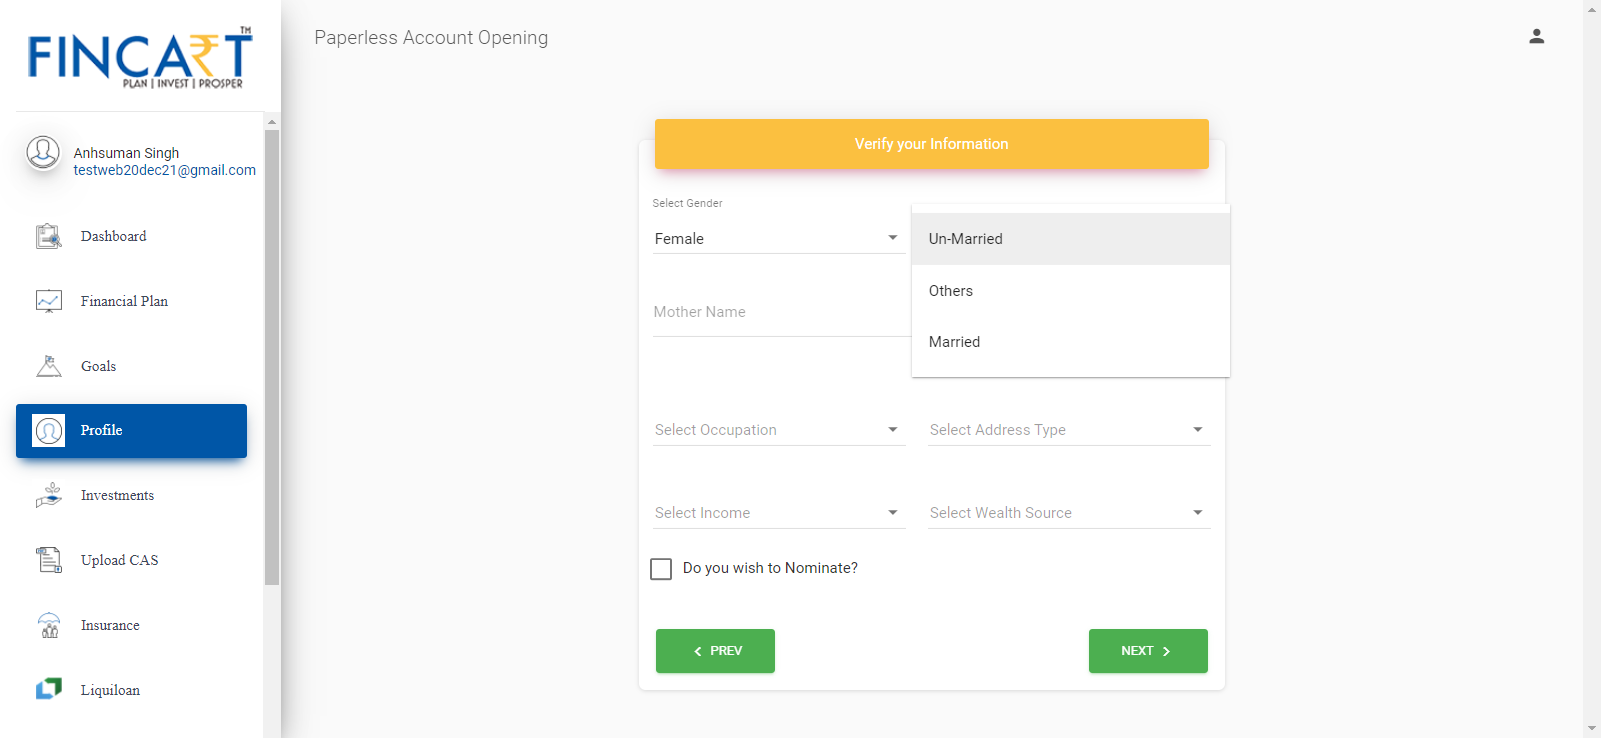 FINCART™
PLAN | INVEST | PROSPER
Paperless Account Opening
Anhsuman Singh
testweb20dec21@gmail.com
Dashboard
Financial Plan
Goals
Profile
Investments
Upload CAS
Insurance
Liquiloan
Verify your Information
Select Gender
Female
Un-Married
Others
Married
Mother Name
Select Occupation
Select Address Type
Select Income
Select Wealth Source
Do you wish to Nominate?
PREV
NEXT